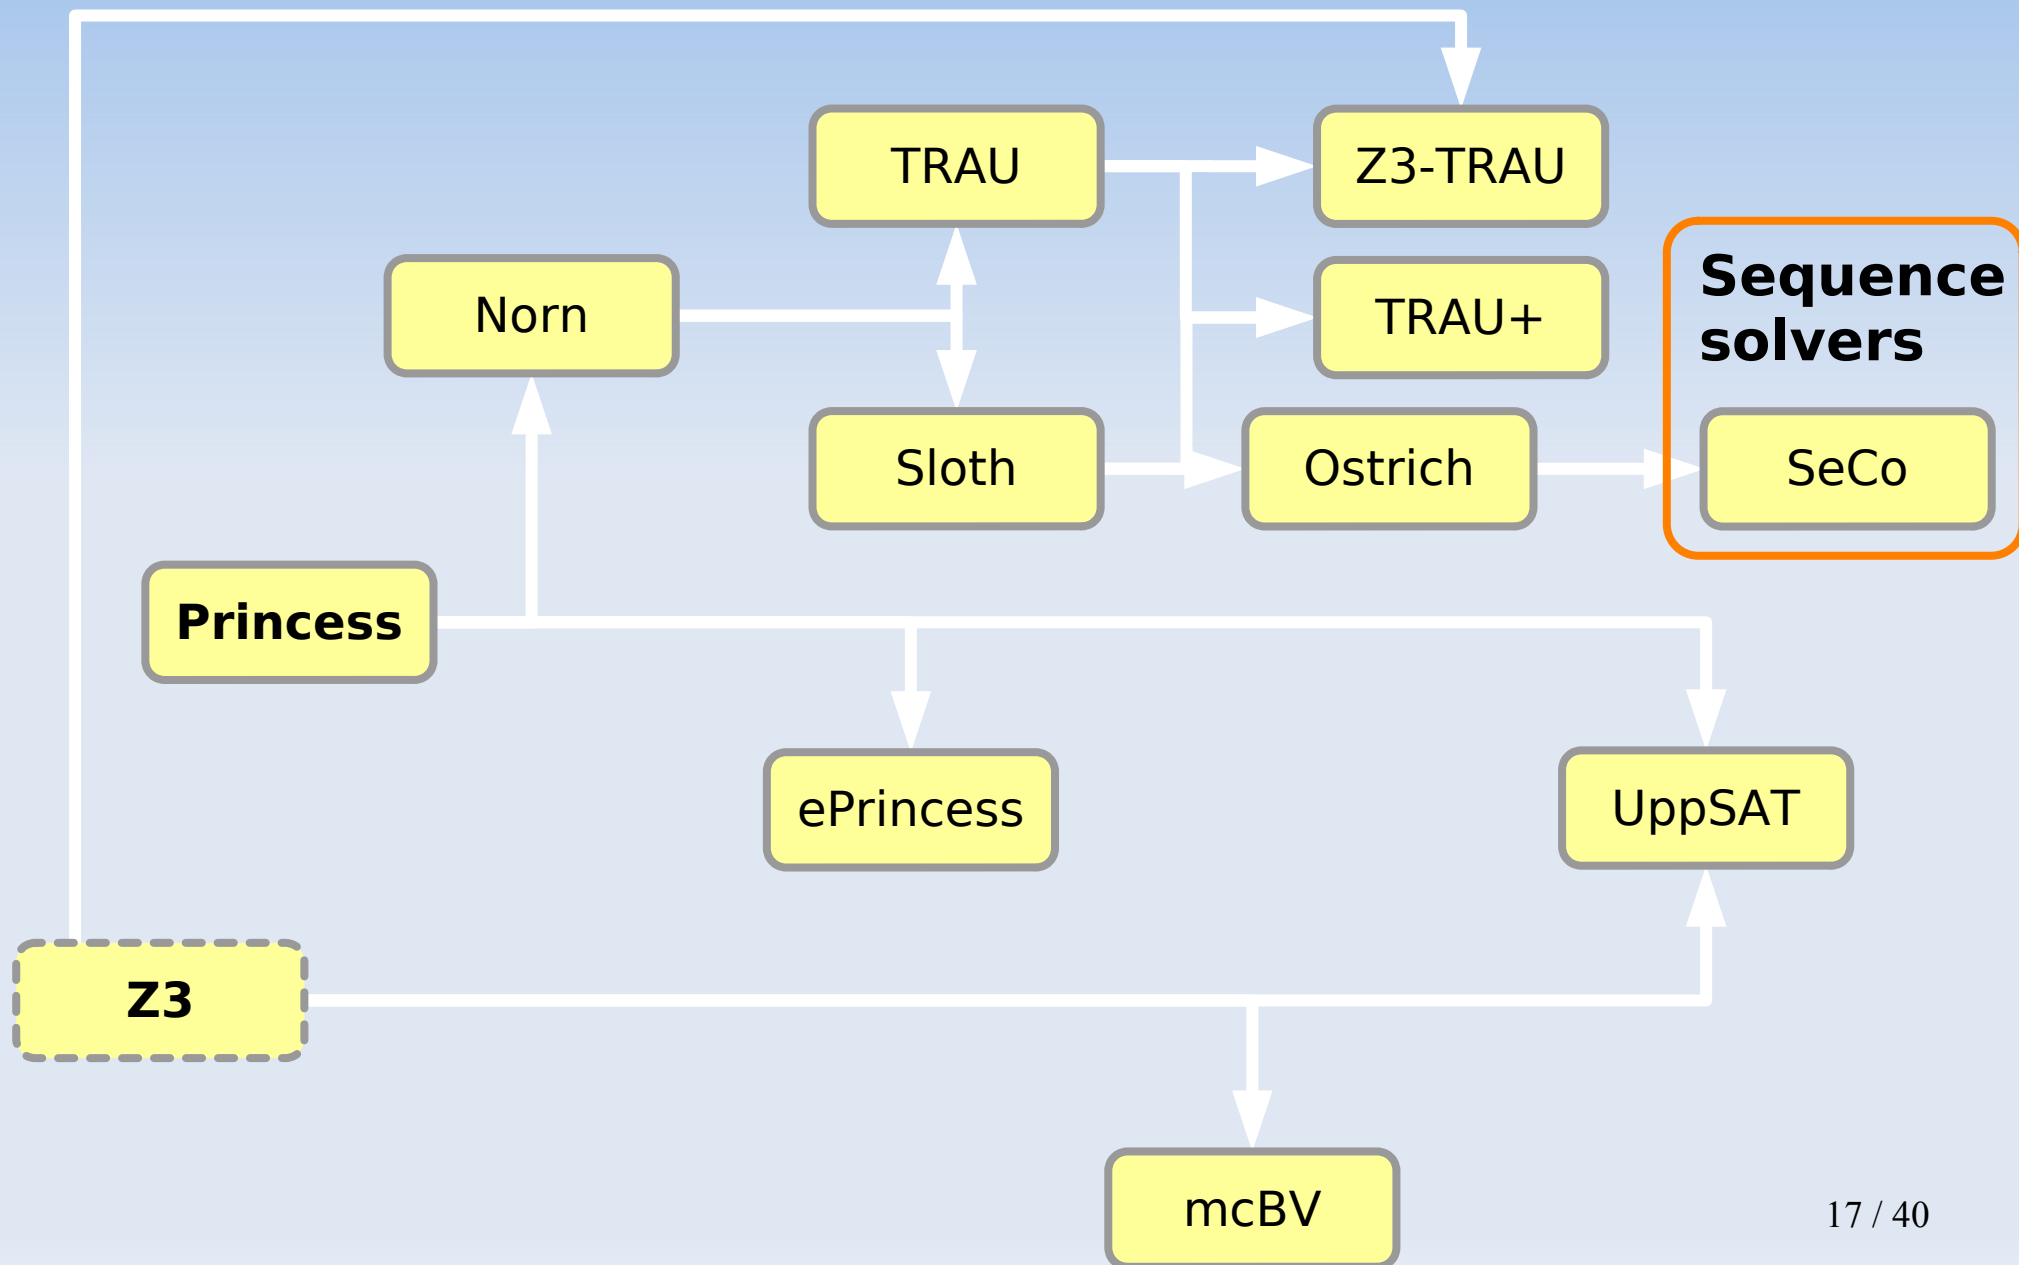 TRAU
Z3-TRAU
Norn
TRAU+
Sequence
solvers
Sloth
Ostrich
SeCo
Princess
ePrincess
UppSAT
Z3
mcBV
17 / 40